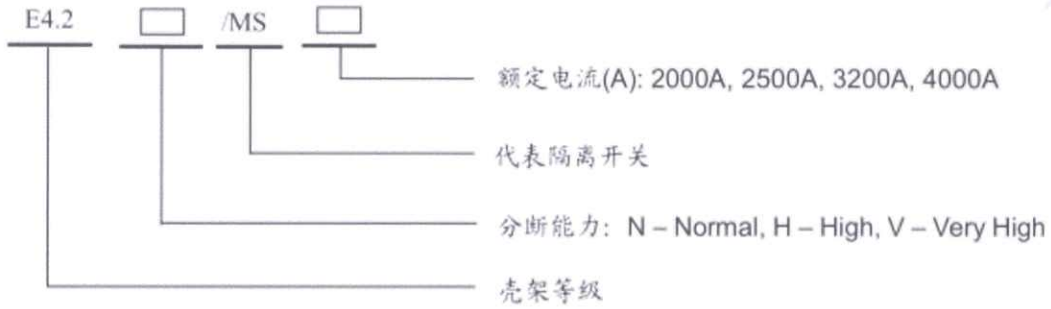 E4.2 /MS
额定电流(A): 2000A, 2500A, 3200A, 4000A
代表隔离开关
分断能力: N – Normal, H – High, V – Very High
壳架等级